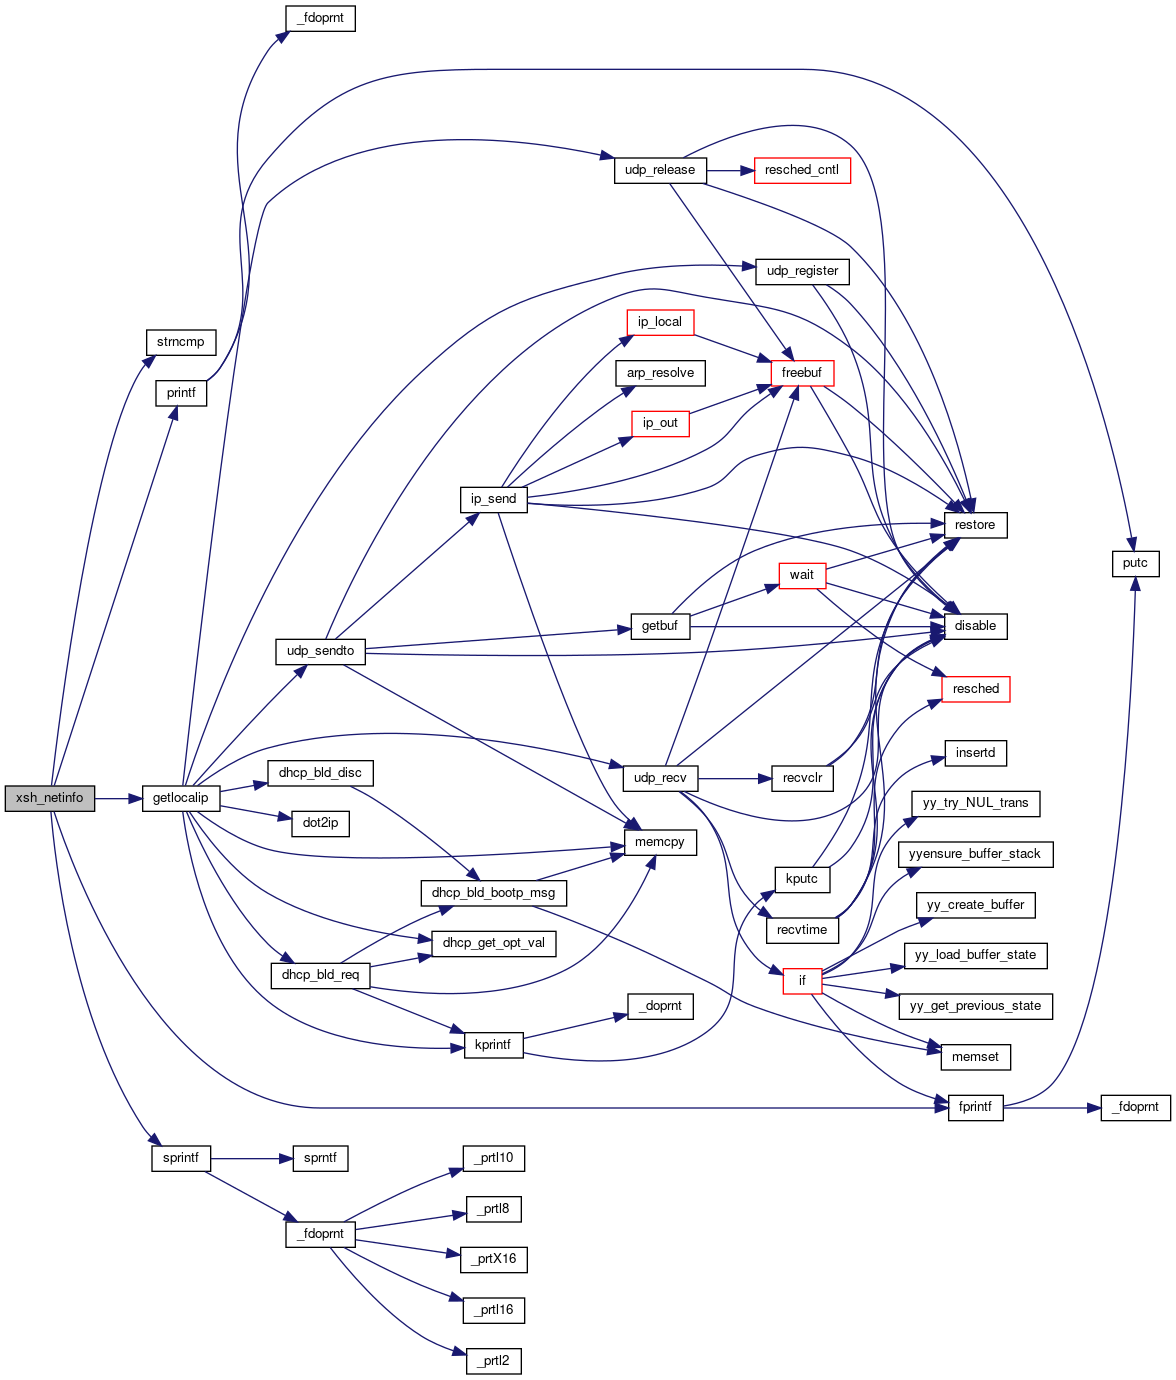 _fdoprnt
udp_release
resched_cntl
udp_register
ip_local
strncmp
arp_resolve
freebuf
printf
ip_out
ip_send
restore
putc
wait
getbuf
disable
udp_sendto
resched
insertd
dhcp_bld_disc
udp_recv
recvclr
xsh_netinfo
getlocalip
yy_try_NUL_trans
dot2ip
memcpy
yyensure_buffer_stack
kputc
dhcp_bld_bootp_msg
yy_create_buffer
recvtime
dhcp_get_opt_val
yy_load_buffer_state
dhcp_bld_req
if
_doprnt
yy_get_previous_state
kprintf
memset
fprintf
_fdoprnt
sprintf
sprntf
_prtl10
_prtl8
_fdoprnt
_prtX16
_prtl16
_prtl2